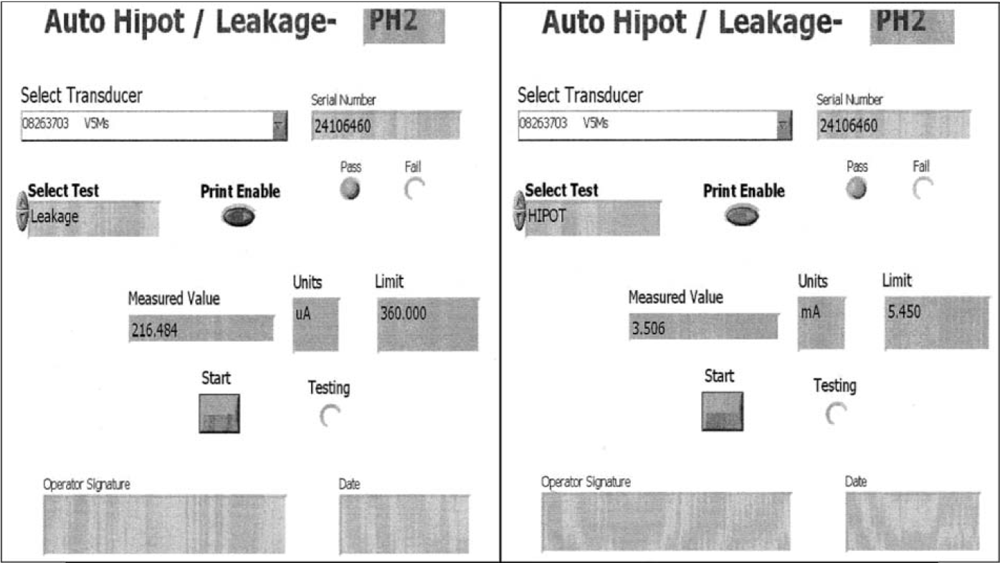 Auto Hipot / Leakage- PH2
Select Transducer
Serial Number
08263703 V5Ms
24106460
Pass
Fail
Select Test
Print Enable
Leakage
Measured Value
Units
Limit
216.484
uA
360.000
Start
Testing
Operator Signature
Date
Auto Hipot / Leakage- PH2
Select Transducer
Serial Number
08263703 V5Ms
24106460
Pass
Fail
Select Test
Print Enable
HIPOT
Measured Value
Units
Limit
3.506
mA
5.450
Start
Testing
Operator Signature
Date